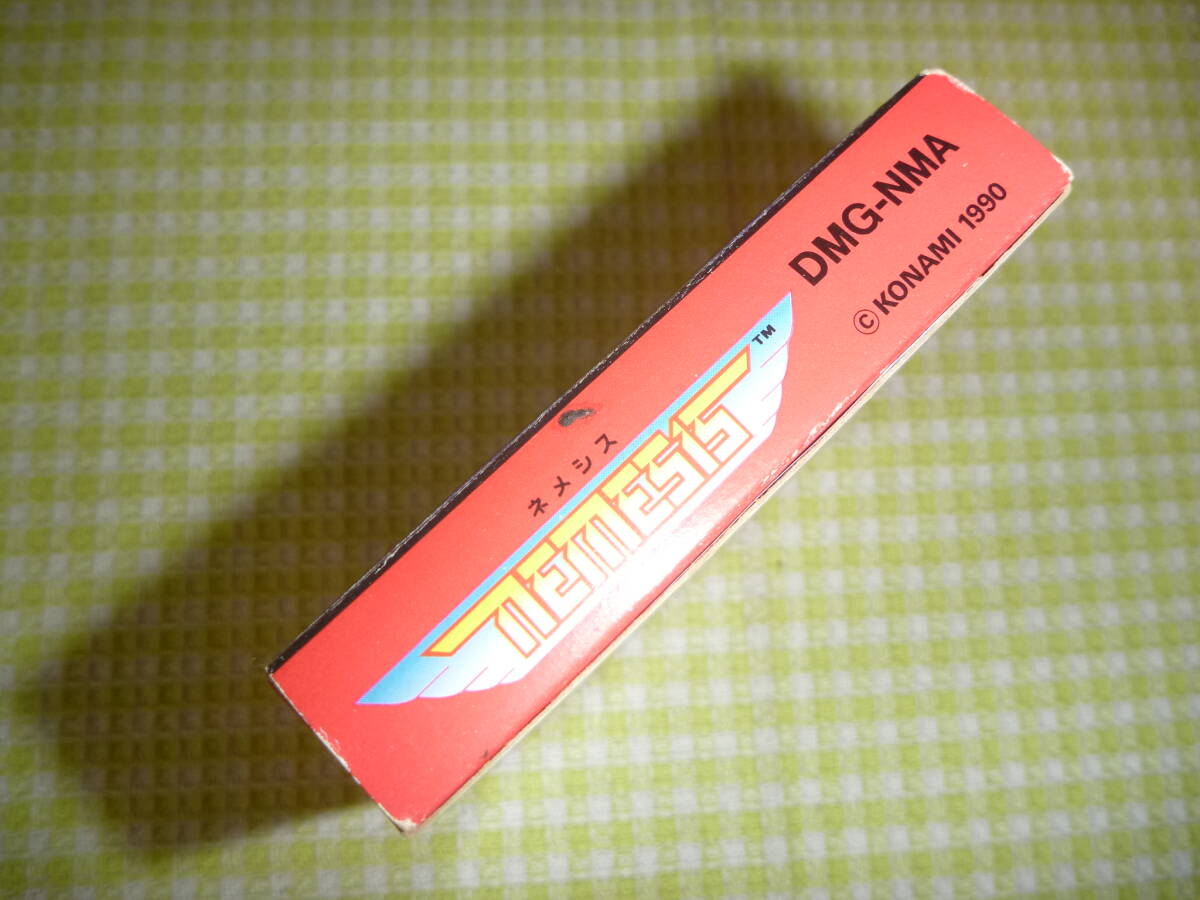 ネメシス
NEMESIS™
DMG-NMA
© KONAMI 1990